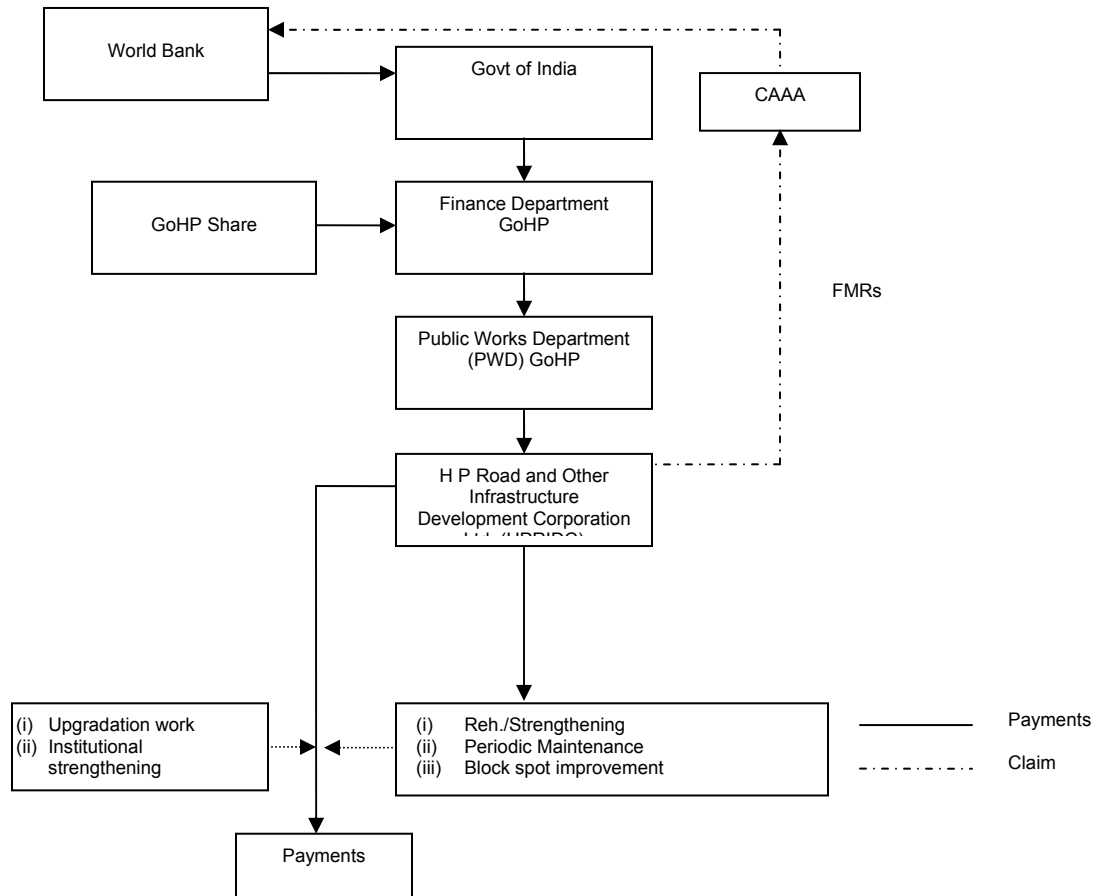 World Bank
Govt of India
CAAA
GoHP Share
Finance Department
GoHP
FMRs
Public Works Department
(PWD) GoHP
H P Road and Other
Infrastructure
Development Corporation
(i) Upgradation work
(ii) Institutional
strengthening
(i) Reh./Strengthening
(ii) Periodic Maintenance
(iii) Block spot improvement
Payments
Claim
Payments